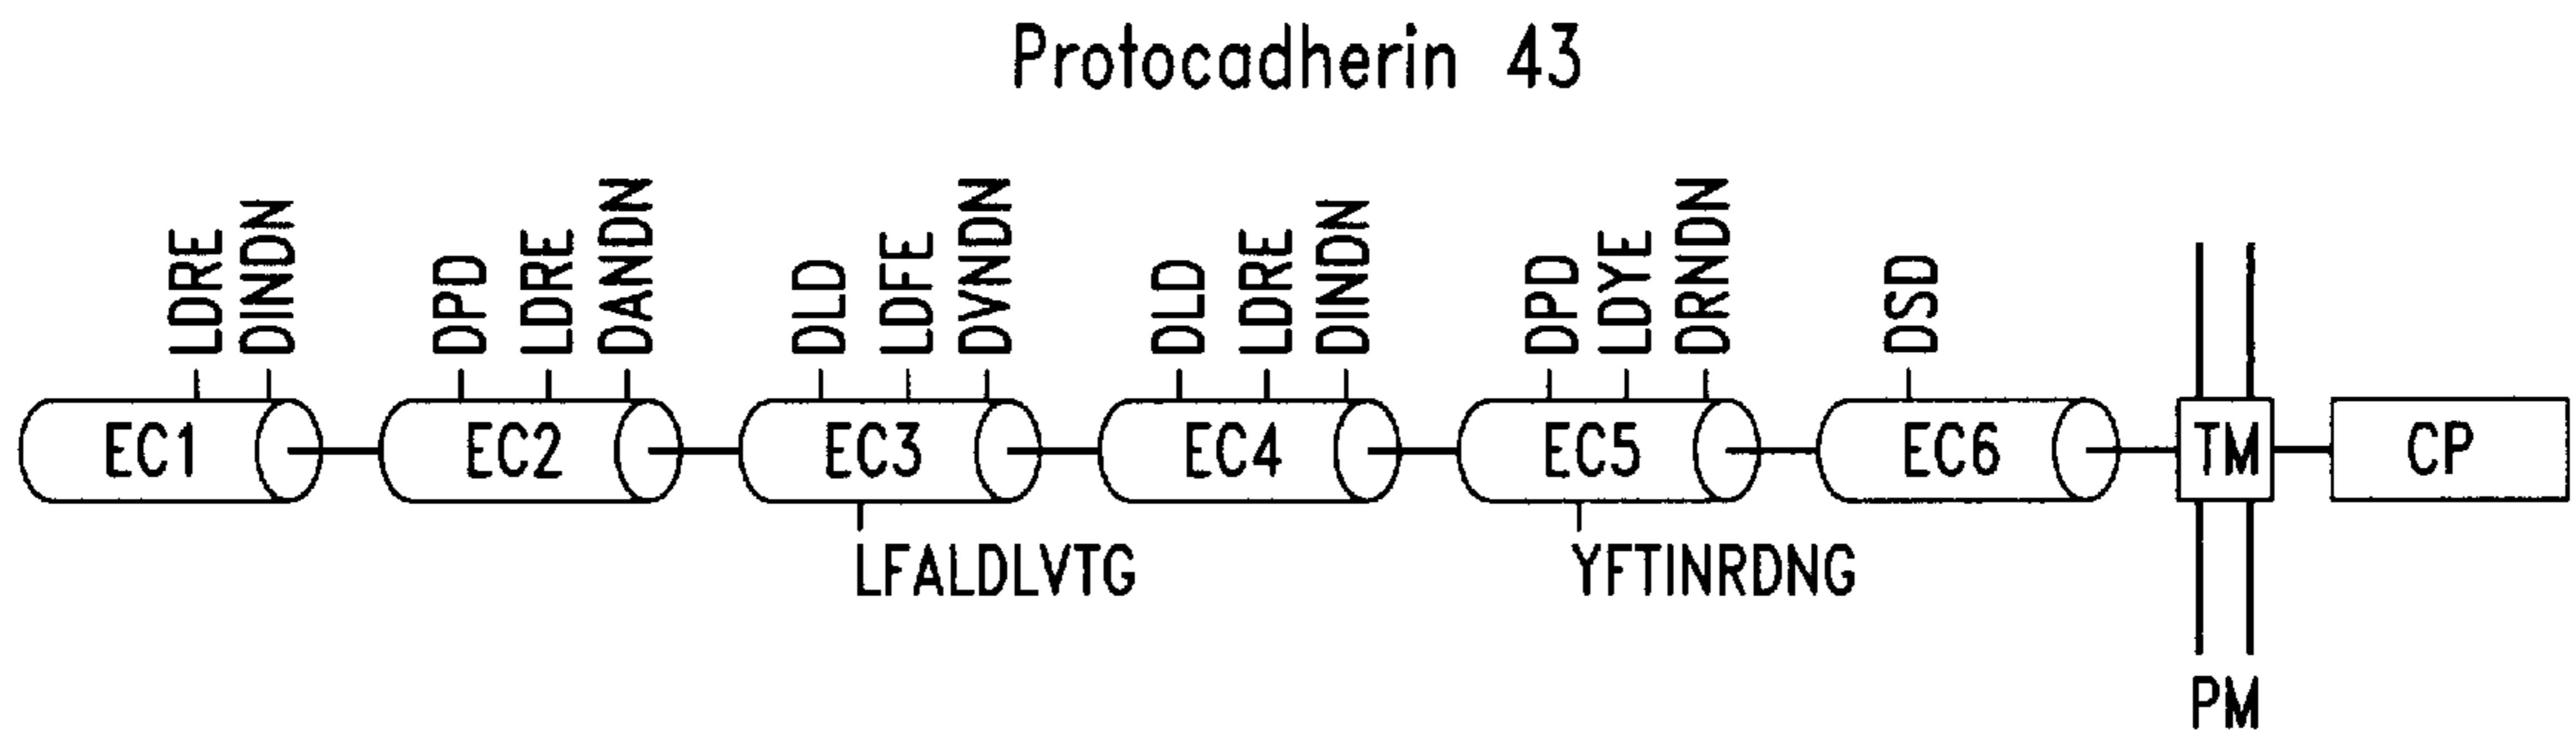 Protocadherin 43
LDRE
DINDN
DPD
LDRE
DANDN
DLD
LDFE
DVNDN
DLD
LDRE
DINDN
DPD
LDYE
DRNDN
DSD
EC1
EC2
EC3
EC4
EC5
EC6
TM
CP
LFALDLVTG
YFTINRDNG
PM